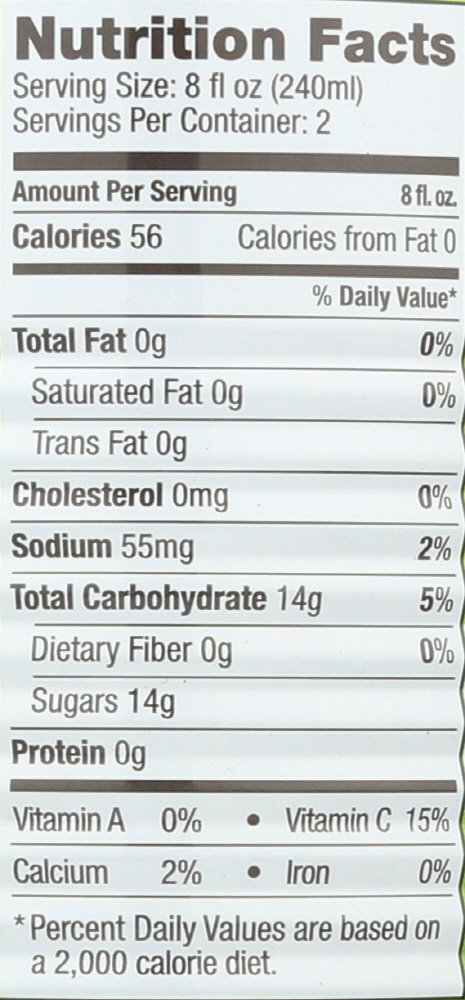 Nutrition Facts
Serving Size: 8 fl oz (240ml)
Servings Per Container: 2
Amount Per Serving 8 fl. oz.
Calories 56 Calories from Fat 0
% Daily Value*
Total Fat 0g 0%
Saturated Fat 0g 0%
Trans Fat 0g
Cholesterol 0mg 0%
Sodium 55mg 2%
Total Carbohydrate 14g 5%
Dietary Fiber 0g 0%
Sugars 14g
Protein 0g
Vitamin A 0% • Vitamin C 15%
Calcium 2% • Iron 0%
* Percent Daily Values are based on
a 2,000 calorie diet.